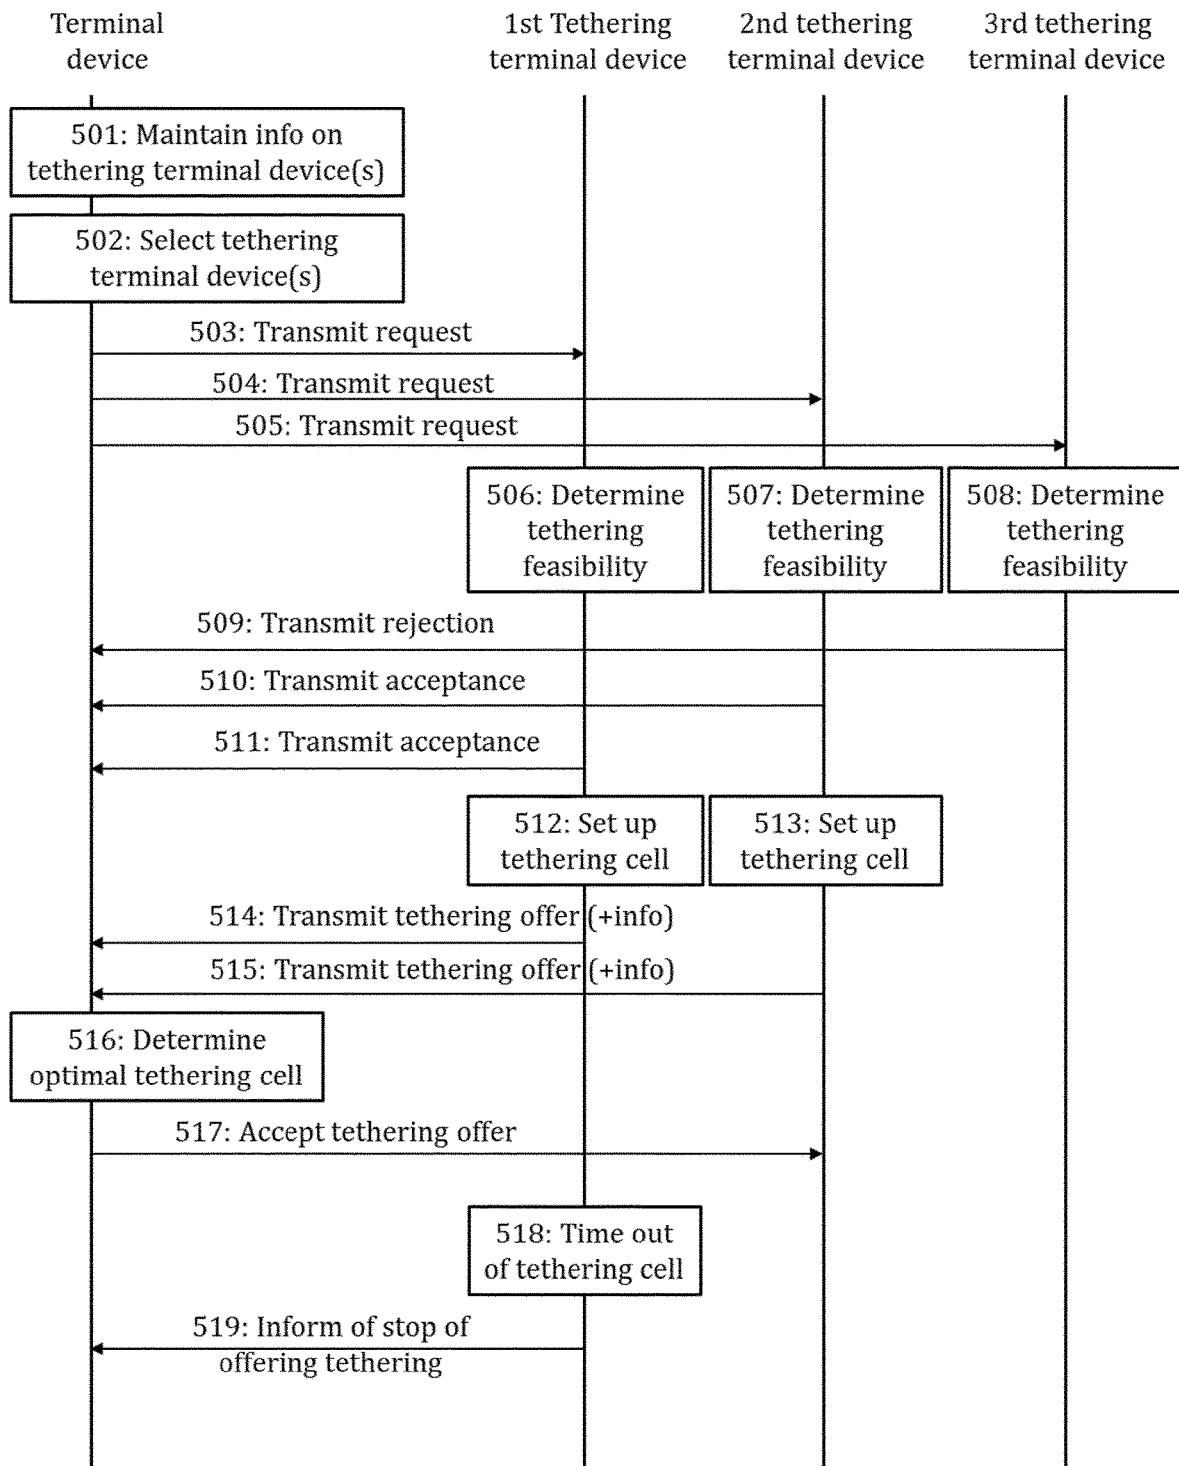 Terminal
device
1st Tethering
terminal device
2nd tethering
terminal device
3rd tethering
terminal device
501: Maintain info on
tethering terminal device(s)
502: Select tethering
terminal device(s)
503: Transmit request
504: Transmit request
505: Transmit request
506: Determine
tethering
feasibility
507: Determine
tethering
feasibility
508: Determine
tethering
feasibility
509: Transmit rejection
510: Transmit acceptance
511: Transmit acceptance
512: Set up
tethering cell
513: Set up
tethering cell
514: Transmit tethering offer (+info)
515: Transmit tethering offer (+info)
516: Determine
optimal tethering cell
517: Accept tethering offer
518: Time out
of tethering cell
519: Inform of stop of
offering tethering